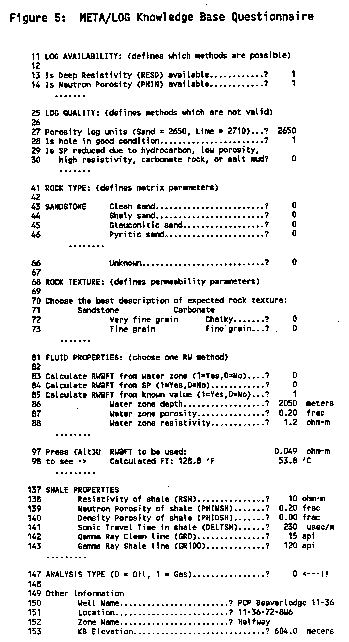 Figure 5: META/LOG Knowledge Base Questionnaire
11 LOG AVAILABILITY: (defines which methods are possible)
12
13 Is Deep Resistivity (RESD) available...........? 1
14 Is Neutron Porosity (PHIN) available...........? 1
.......
25 LOG QUALITY: (defines methods which are not valid)
26
27 Porosity log units (Sand = 2650, Lime = 2710)...? 2650
28 Is hole in good condition......................? 1
29 Is SP reduced due to hydrocarbon, low porosity,
30 high resistivity, carbonate rock, or salt mud? 0
........
41 ROCK TYPE: (defines matrix parameters)
42
43 SANDSTONE Clean sand......................? 0
44 Shaly sand......................? 0
45 Glauconitic sand................? 0
46 Pyritic sand....................? 0
........
66 Unknown.........................? 0
67
68 ROCK TEXTURE: (defines permeability parameters)
69
70 Choose the best description of expected rock texture:
71 Sandstone Carbonate
72 Very fine grain Chalky......? 0
73 Fine grain Fine grain...? 0
........
81 FLUID PROPERTIES: (choose one RW method)
82
83 Calculate RW@FT from water zone (1=Yes,0=No)....? 0
84 Calculate RW@FT from SP (1=Yes,0=No)............? 0
85 Calculate RW@FT from known value (1=Yes,0=No)...? 1
86 Water zone depth................? 2050 meters
87 Water zone porosity.............? 0.20 frac
88 Water zone resistivity..........? 1.2 ohm-m
........
97 Press <Alt>U RW@FT to be used: 0.049 ohm-m
98 to see -> Calculated FT: 128.8 'F 53.8 'C
........
137 SHALE PROPERTIES
138 Resistivity of shale (RSH)..............? 10 ohm-m
139 Neutron Porosity of shale (PHINSH)......? 0.20 frac
140 Density Porosity of shale (PHIDSH)......? 0.00 frac
141 Sonic Travel Time in shale (DELTSH).....? 230 usec/m
142 Gamma Ray Clean line (GR0)..............? 15 api
143 Gamma Ray Shale line (GR100)............? 120 api
147 ANALYSIS TYPE (0 = Oil, 1 = Gas)..............? 0 <---!!
148
149 Other Information
150 Well Name.........................? PCP Beaverlodge 11-36
151 Location..........................? 11-36-72-8W6
152 Zone Name.........................? Halfway
153 KB Elevation......................? 604.0 meters